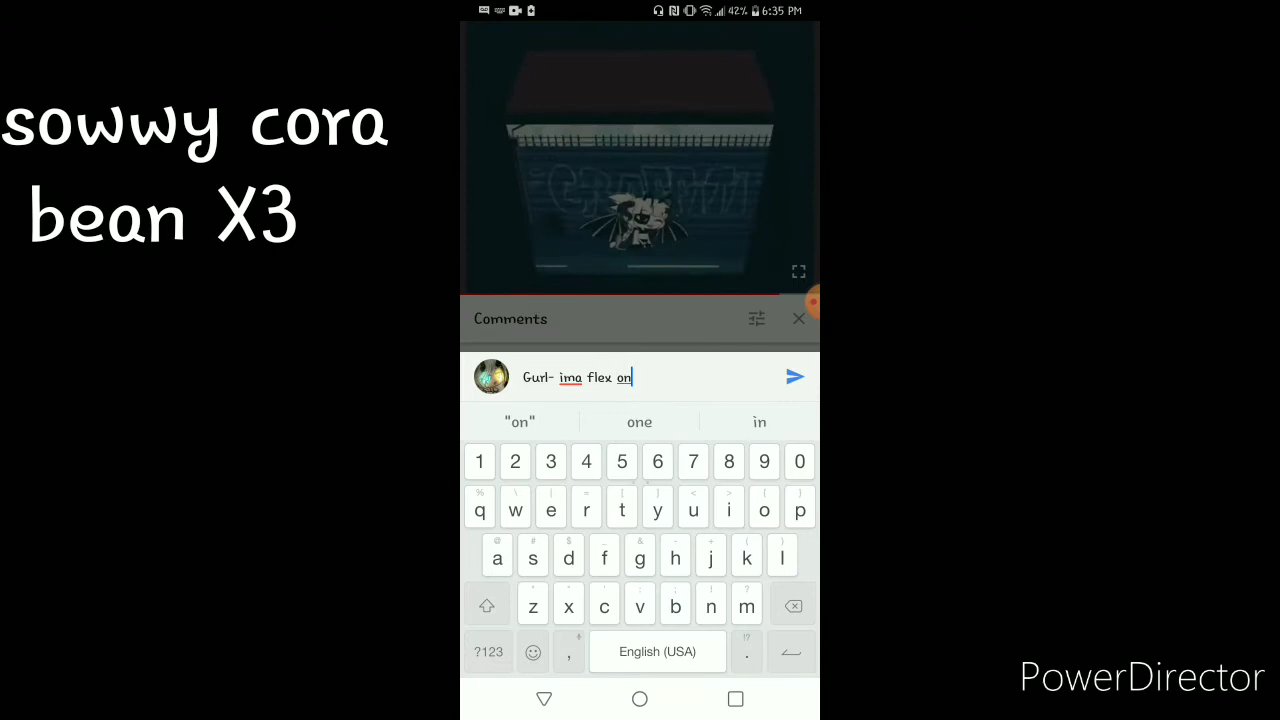 42% 6:35 PM
sowwy cora
bean X3
Comments
Gurl- ima flex on
"on" one in
1 2 3 4 5 6 7 8 9 0
% \ | = [ ] < > { }
q w e r t y u i o p
@ # $ _ & - + ( )
a s d f g h j k l
* " ' : ; ! ?
z x c v b n m
?123 , English (USA) !? .
PowerDirector